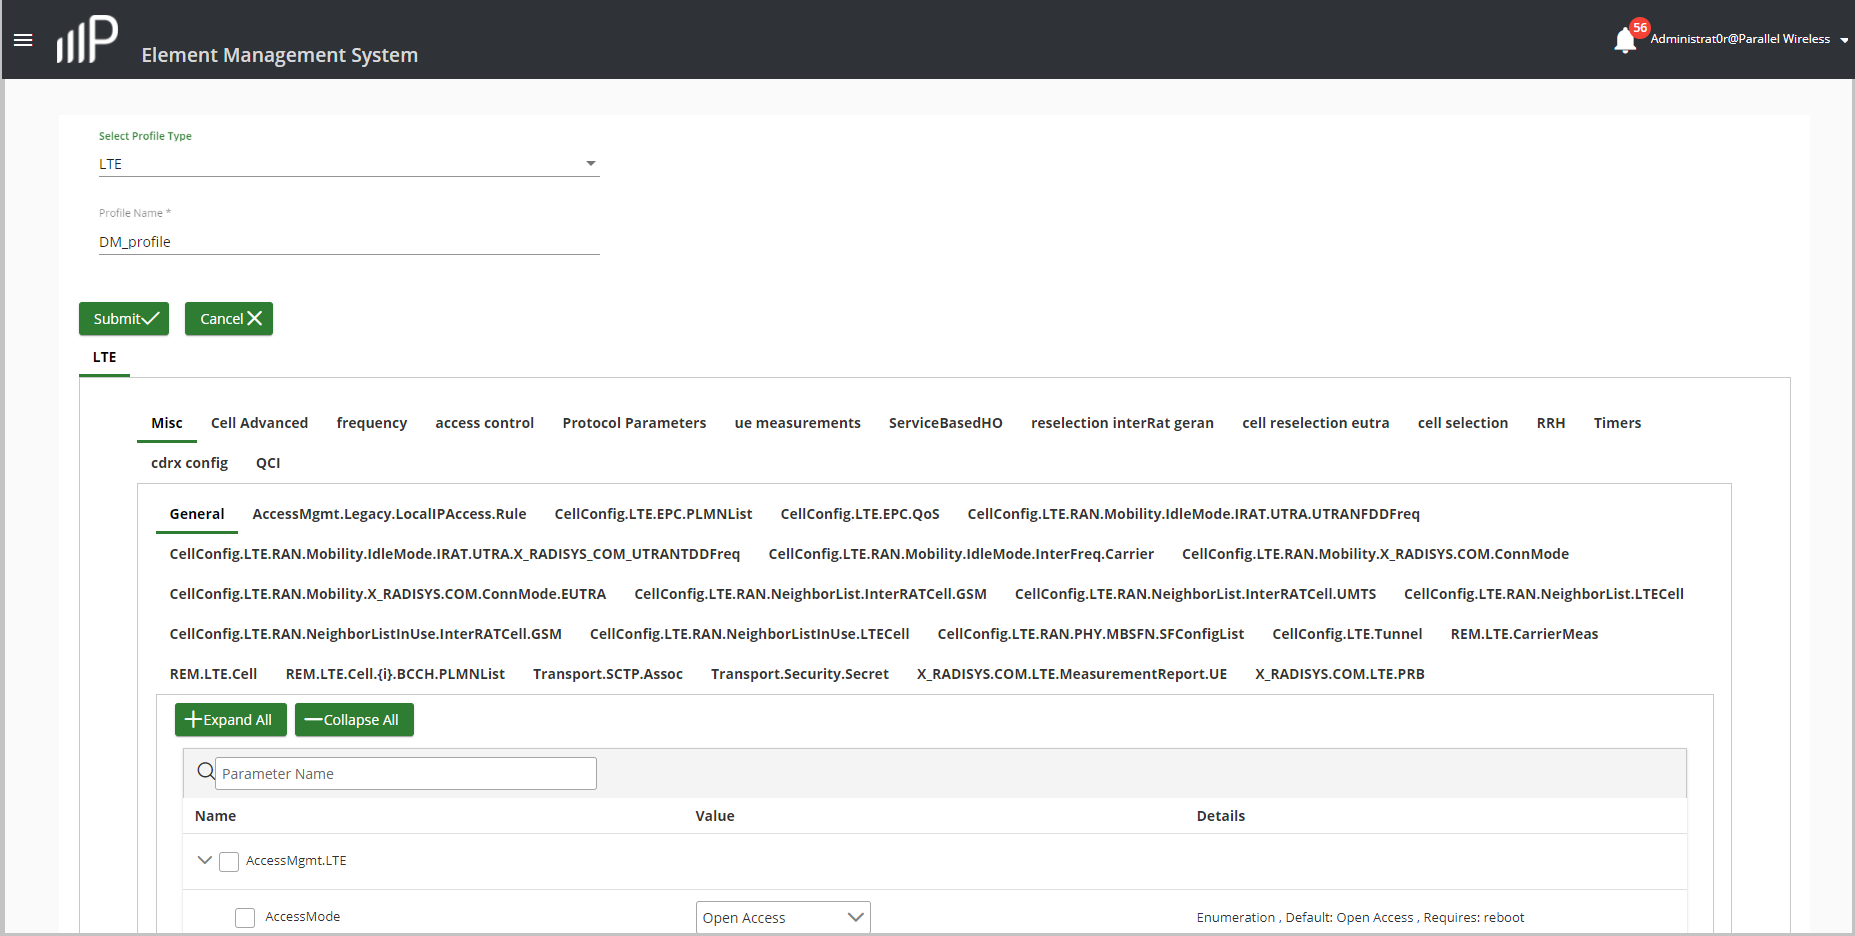 Element Management System
56
Administrat0r@Parallel Wireless
Select Profile Type
LTE
Profile Name *
DM_profile
Submit Cancel
LTE
Misc Cell Advanced frequency access control Protocol Parameters ue measurements ServiceBasedHO reselection interRat geran cell reselection eutra cell selection RRH Timers
cdrx config QCI
General AccessMgmt.Legacy.LocalIPAccess.Rule CellConfig.LTE.EPC.PLMNList CellConfig.LTE.EPC.QoS CellConfig.LTE.RAN.Mobility.IdleMode.IRAT.UTRA.UTRANFDDFreq
CellConfig.LTE.RAN.Mobility.IdleMode.IRAT.UTRA.X_RADISYS_COM_UTRANTDDFreq CellConfig.LTE.RAN.Mobility.IdleMode.InterFreq.Carrier CellConfig.LTE.RAN.Mobility.X_RADISYS.COM.ConnMode
CellConfig.LTE.RAN.Mobility.X_RADISYS.COM.ConnMode.EUTRA CellConfig.LTE.RAN.NeighborList.InterRATCell.GSM CellConfig.LTE.RAN.NeighborList.InterRATCell.UMTS CellConfig.LTE.RAN.NeighborList.LTECell
CellConfig.LTE.RAN.NeighborListInUse.InterRATCell.GSM CellConfig.LTE.RAN.NeighborListInUse.LTECell CellConfig.LTE.RAN.PHY.MBSFN.SFConfigList CellConfig.LTE.Tunnel REM.LTE.CarrierMeas
REM.LTE.Cell REM.LTE.Cell.{i}.BCCH.PLMNList Transport.SCTP.Assoc Transport.Security.Secret X_RADISYS.COM.LTE.MeasurementReport.UE X_RADISYS.COM.LTE.PRB
Expand All Collapse All
Parameter Name
Name Value Details
AccessMgmt.LTE
AccessMode Open Access Enumeration , Default: Open Access , Requires: reboot